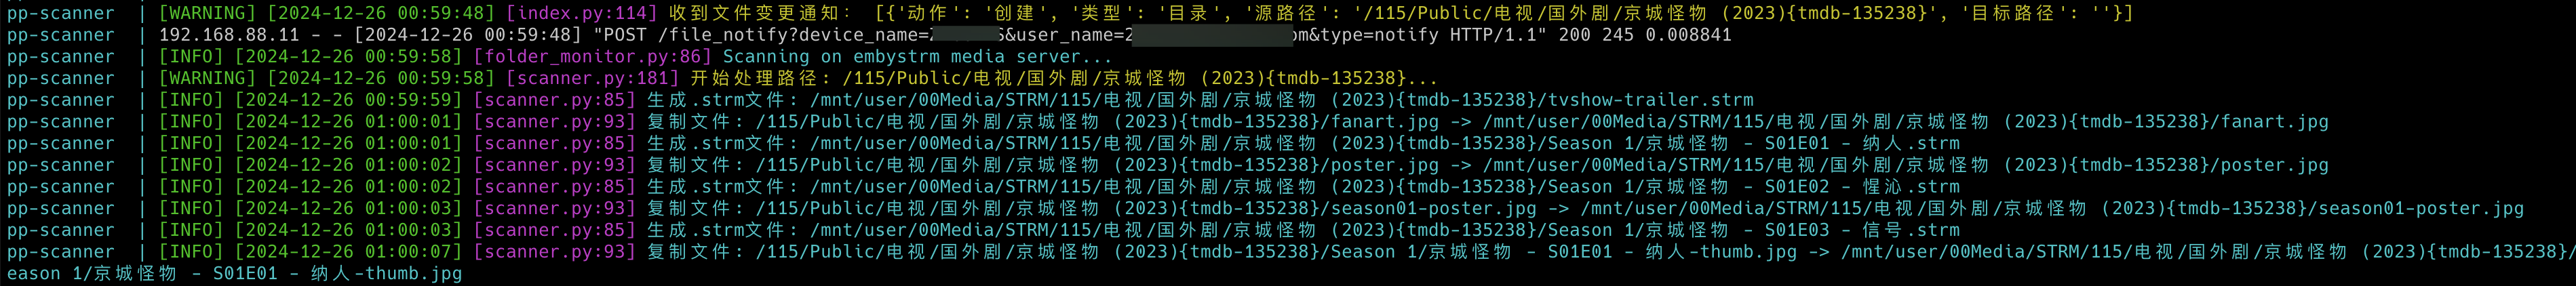 pp-scanner | [WARNING] [2024-12-26 00:59:48] [index.py:114] 收到文件变更通知: [{'动作': '创建', '类型': '目录', '源路径': '/115/Public/电视/国外剧/京城怪物 (2023){tmdb-135238}', '目标路径': ''}]
pp-scanner | 192.168.88.11 - - [2024-12-26 00:59:48] "POST /file_notify?device_name=2 S&user_name=2 om&type=notify HTTP/1.1" 200 245 0.008841
pp-scanner | [INFO] [2024-12-26 00:59:58] [folder_monitor.py:86] Scanning on embystrm media server...
pp-scanner | [WARNING] [2024-12-26 00:59:58] [scanner.py:181] 开始处理路径: /115/Public/电视/国外剧/京城怪物 (2023){tmdb-135238}...
pp-scanner | [INFO] [2024-12-26 00:59:59] [scanner.py:85] 生成.strm文件: /mnt/user/00Media/STRM/115/电视/国外剧/京城怪物 (2023){tmdb-135238}/tvshow-trailer.strm
pp-scanner | [INFO] [2024-12-26 01:00:01] [scanner.py:93] 复制文件: /115/Public/电视/国外剧/京城怪物 (2023){tmdb-135238}/fanart.jpg -> /mnt/user/00Media/STRM/115/电视/国外剧/京城怪物 (2023){tmdb-135238}/fanart.jpg
pp-scanner | [INFO] [2024-12-26 01:00:01] [scanner.py:85] 生成.strm文件: /mnt/user/00Media/STRM/115/电视/国外剧/京城怪物 (2023){tmdb-135238}/Season 1/京城怪物 - S01E01 - 纳人.strm
pp-scanner | [INFO] [2024-12-26 01:00:02] [scanner.py:93] 复制文件: /115/Public/电视/国外剧/京城怪物 (2023){tmdb-135238}/poster.jpg -> /mnt/user/00Media/STRM/115/电视/国外剧/京城怪物 (2023){tmdb-135238}/poster.jpg
pp-scanner | [INFO] [2024-12-26 01:00:02] [scanner.py:85] 生成.strm文件: /mnt/user/00Media/STRM/115/电视/国外剧/京城怪物 (2023){tmdb-135238}/Season 1/京城怪物 - S01E02 - 惺沁.strm
pp-scanner | [INFO] [2024-12-26 01:00:03] [scanner.py:93] 复制文件: /115/Public/电视/国外剧/京城怪物 (2023){tmdb-135238}/season01-poster.jpg -> /mnt/user/00Media/STRM/115/电视/国外剧/京城怪物 (2023){tmdb-135238}/season01-poster.jpg
pp-scanner | [INFO] [2024-12-26 01:00:03] [scanner.py:85] 生成.strm文件: /mnt/user/00Media/STRM/115/电视/国外剧/京城怪物 (2023){tmdb-135238}/Season 1/京城怪物 - S01E03 - 信号.strm
pp-scanner | [INFO] [2024-12-26 01:00:07] [scanner.py:93] 复制文件: /115/Public/电视/国外剧/京城怪物 (2023){tmdb-135238}/Season 1/京城怪物 - S01E01 - 纳人-thumb.jpg -> /mnt/user/00Media/STRM/115/电视/国外剧/京城怪物 (2023){tmdb-135238}/
eason 1/京城怪物 - S01E01 - 纳人-thumb.jpg